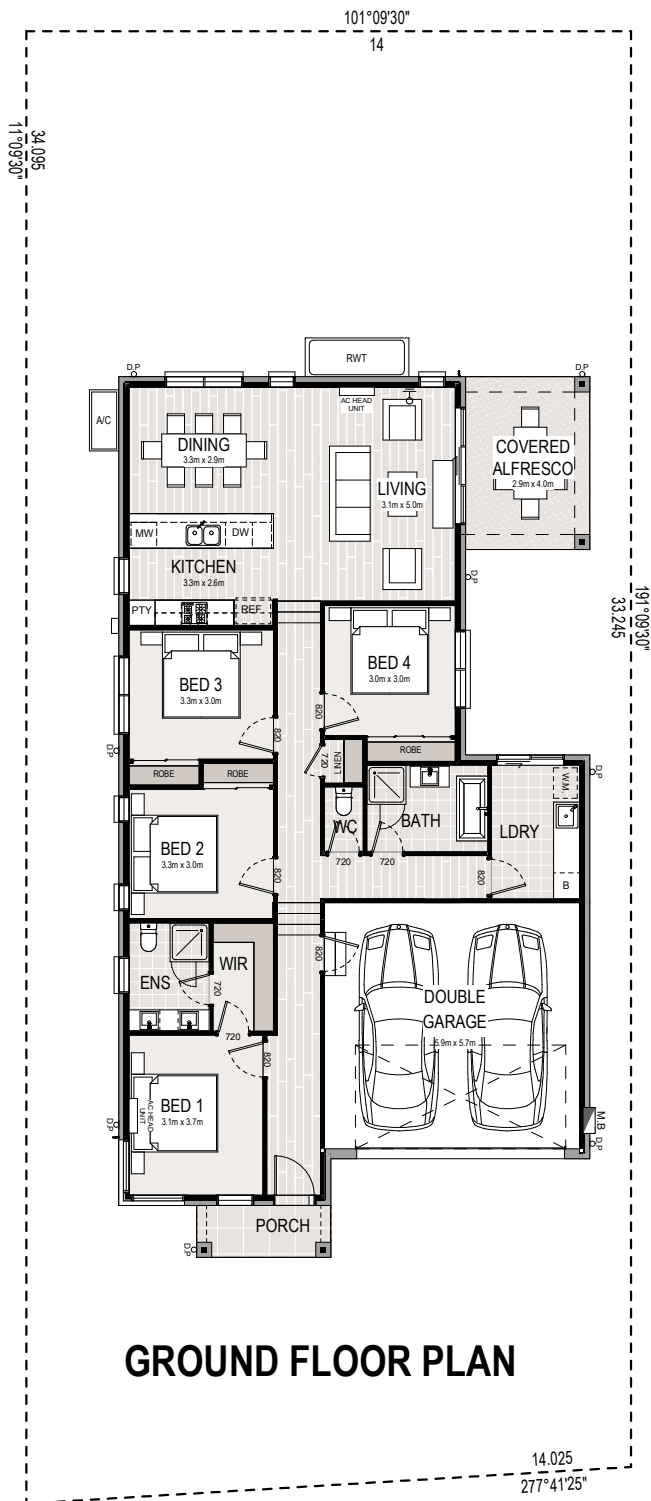 101°09'30"
14
34.095
11°09'30"
D.P
RWT
D.P
A/C
AC HEAD
UNIT
DINING
3.3m x 2.9m
COVERED
ALFRESCO
2.9m x 4.0m
LIVING
3.1m x 5.0m
MW
DW
KITCHEN
3.3m x 2.6m
D.P
191°09'30"
33.245
PTY
REF.
BED 4
3.0m x 3.0m
BED 3
3.3m x 3.0m
820
820
D.P
ROBE
720
LINEN
ROBE
ROBE
D.P
W.M.
WC
BATH
LDRY
BED 2
3.3m x 3.0m
720
720
820
820
B
820
ENS
WIR
720
DOUBLE
GARAGE
5.9m x 5.7m
720
820
BED 1
3.1m x 3.7m
AC HEAD
UNIT
D.P
M.B
D.P
PORCH
D.P
GROUND FLOOR PLAN
14.025
277°41'25"